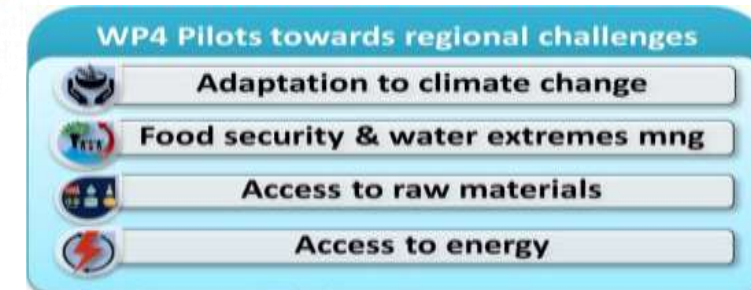 WP4 Pilots towards regional challenges
Adaptation to climate change
Food security & water extremes mng
Access to raw materials
Access to energy